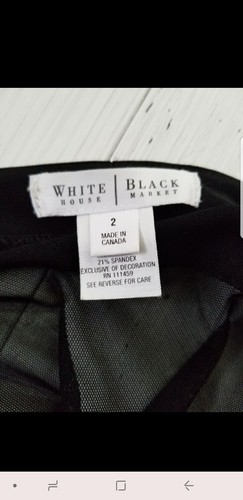 WHITE | BLACK
HOUSE | MARKET
2
MADE IN
CANADA
21% SPANDEX
EXCLUSIVE OF DECORATION
RN 111459
SEE REVERSE FOR CARE